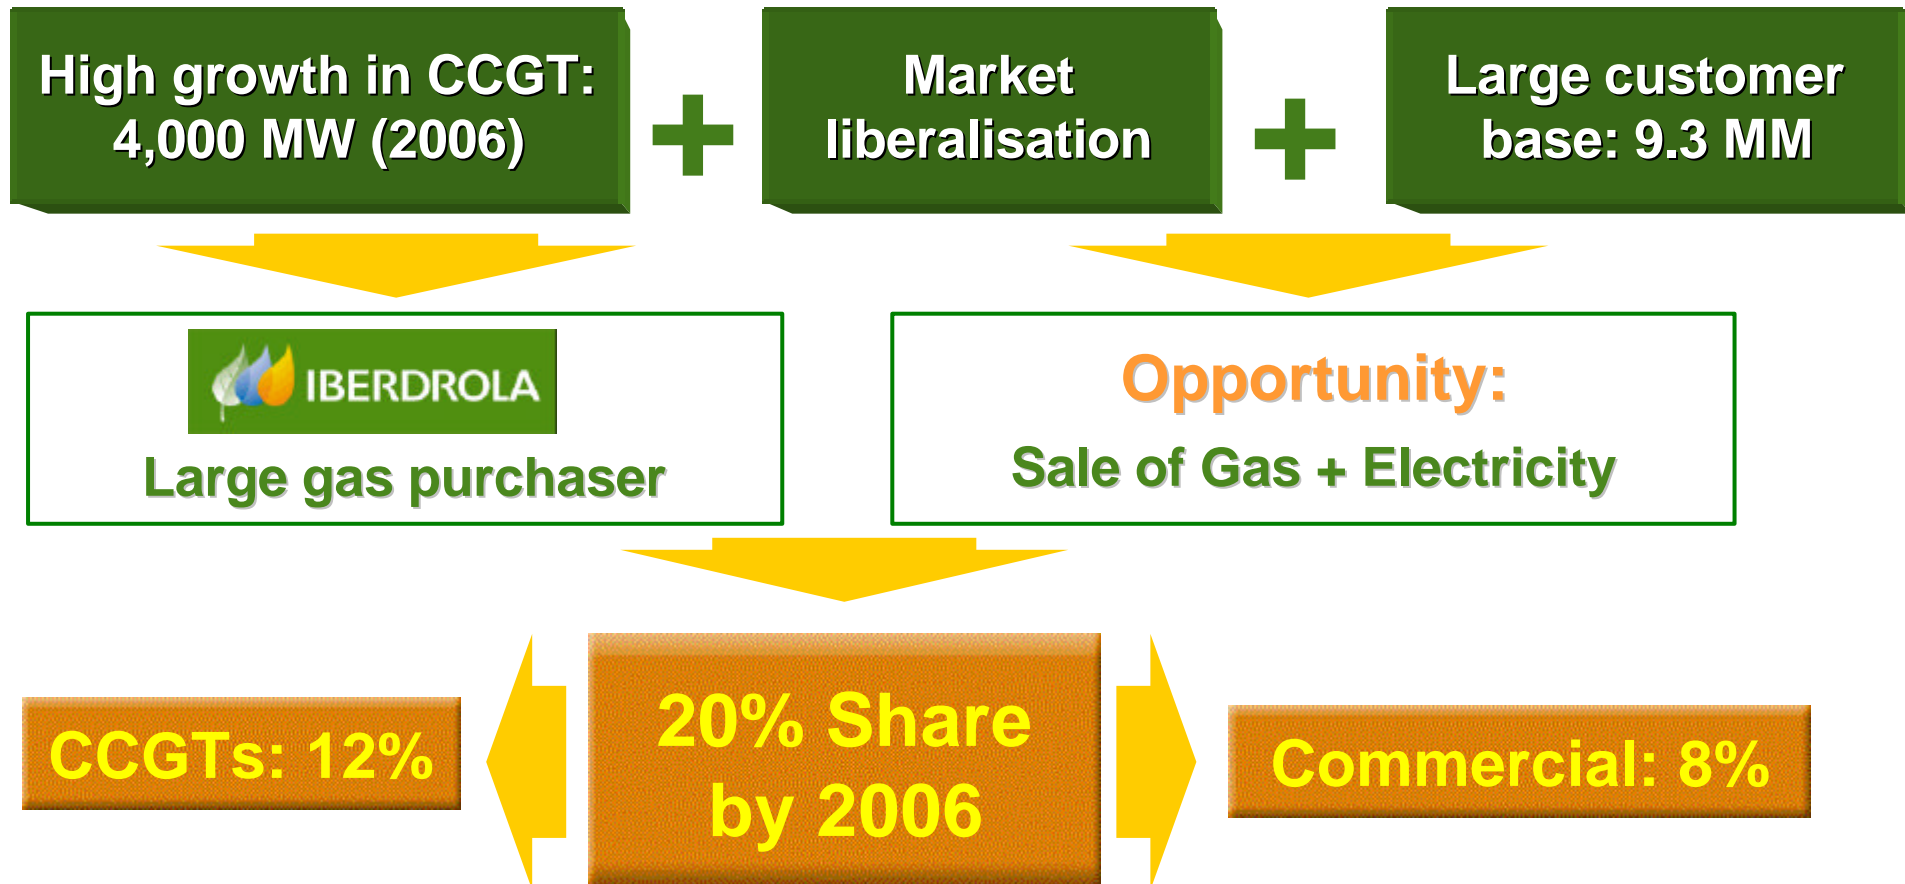 High growth in CCGT:
4,000 MW (2006)
+
Market
liberalisation
+
Large customer
base: 9.3 MM
IBERDROLA
Large gas purchaser
Opportunity:
Sale of Gas + Electricity
CCGTs: 12%
20% Share
by 2006
Commercial: 8%